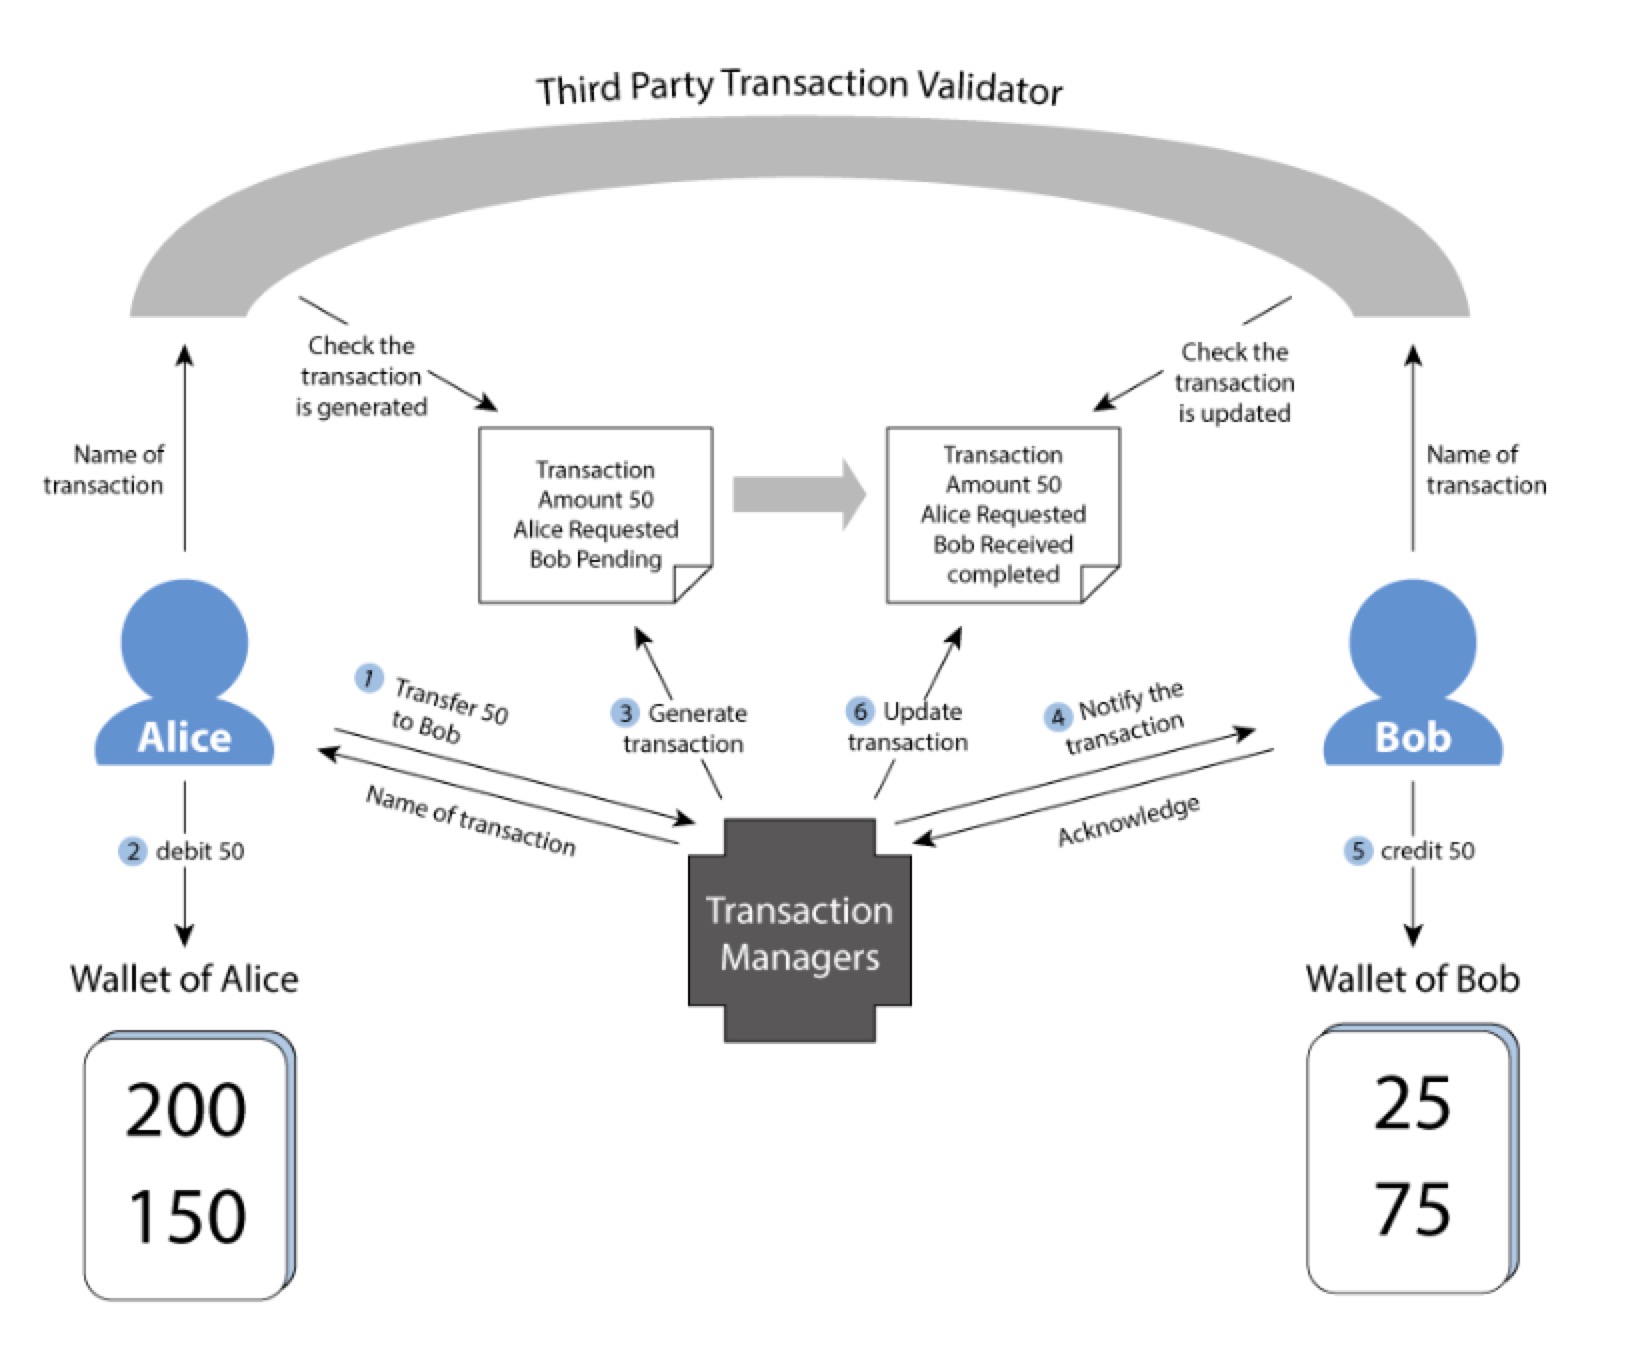 Third Party Transaction Validator
Check the
transaction
is generated
Check the
transaction
is updated
Name of
transaction
Transaction
Amount 50
Alice Requested
Bob Pending
Transaction
Amount 50
Alice Requested
Bob Received
completed
Name of
transaction
Alice
1 Transfer 50
to Bob
Name of transaction
3 Generate
transaction
6 Update
transaction
4 Notify the
transaction
Acknowledge
Bob
2 debit 50
Transaction
Managers
5 credit 50
Wallet of Alice
200
150
Wallet of Bob
25
75